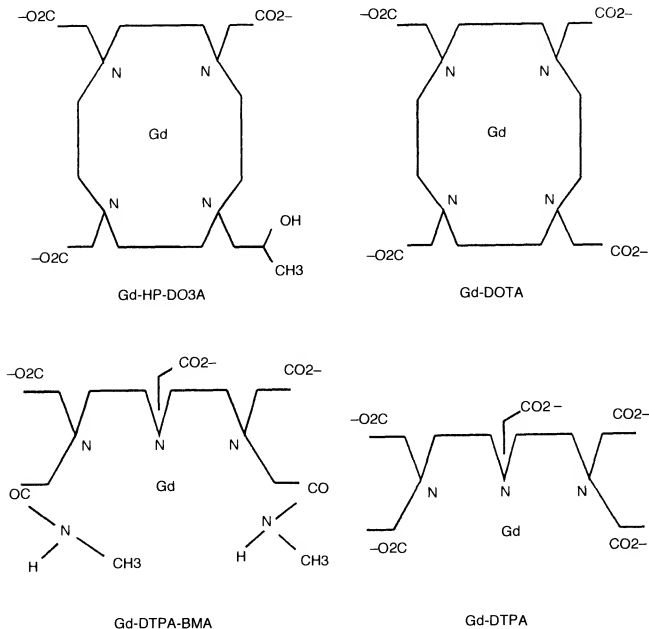 –O2C CO2–
N N
Gd
N N
OH
–O2C
CH3
Gd-HP-DO3A
–O2C CO2–
N N
Gd
N N
–O2C CO2–
Gd-DOTA
CO2–
–O2C CO2–
N N N
Gd
OC CO
N N
H CH3 H CH3
Gd-DTPA-BMA
CO2–
–O2C CO2–
N N N
Gd
–O2C CO2–
Gd-DTPA